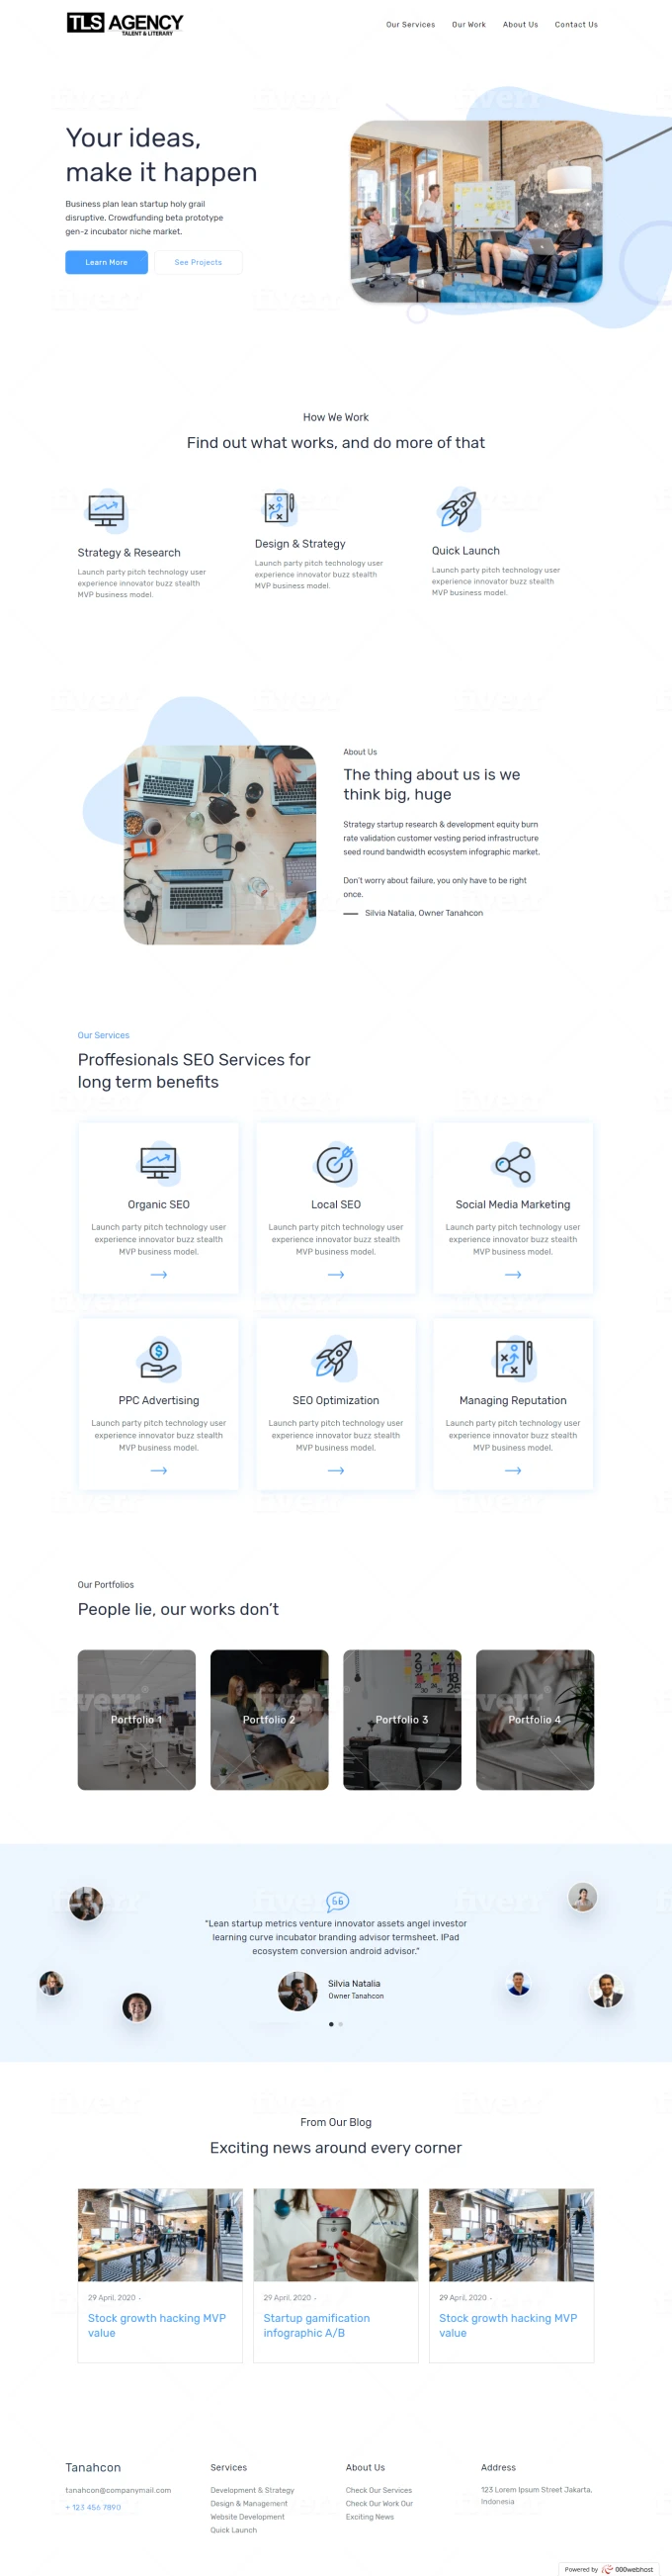 TLS AGENCY
TALENT & LITERARY
Our Services
Our Work
About Us
Contact Us
Your ideas,
make it happen
Business plan lean startup holy grail
disruptive. Crowdfunding beta prototype
gen-z incubator niche market.
Learn More
See Projects
How We Work
Find out what works, and do more of that
Strategy & Research
Launch party pitch technology user
experience innovator buzz stealth
MVP business model.
Design & Strategy
Launch party pitch technology user
experience innovator buzz stealth
MVP business model.
Quick Launch
Launch party pitch technology user
experience innovator buzz stealth
MVP business model.
About Us
The thing about us is we
think big, huge
Strategy startup research & development equity burn
rate validation customer vesting period infrastructure
seed round bandwidth ecosystem infographic market.
Don't worry about failure, you only have to be right
once.
Silvia Natalia, Owner Tanahcon
Our Services
Proffesionals SEO Services for
long term benefits
Organic SEO
Launch party pitch technology user
experience innovator buzz stealth
MVP business model.
Local SEO
Launch party pitch technology user
experience innovator buzz stealth
MVP business model.
Social Media Marketing
Launch party pitch technology user
experience innovator buzz stealth
MVP business model.
PPC Advertising
Launch party pitch technology user
experience innovator buzz stealth
MVP business model.
SEO Optimization
Launch party pitch technology user
experience innovator buzz stealth
MVP business model.
Managing Reputation
Launch party pitch technology user
experience innovator buzz stealth
MVP business model.
Our Portfolios
People lie, our works don't
Portfolio 1
Portfolio 2
Portfolio 3
Portfolio 4
"Lean startup metrics venture innovator assets angel investor
learning curve incubator branding advisor termsheet. IPad
ecosystem conversion android advisor."
Silvia Natalia
Owner Tanahcon
From Our Blog
Exciting news around every corner
29 April, 2020 -
Stock growth hacking MVP
value
29 April, 2020 -
Startup gamification
infographic A/B
29 April, 2020 -
Stock growth hacking MVP
value
Tanahcon
tanahcon@companymail.com
+ 123 456 7890
Services
Development & Strategy
Design & Management
Website Development
Quick Launch
About Us
Check Our Services
Check Our Work Our
Exciting News
Address
123 Lorem Ipsum Street Jakarta,
Indonesia
Powered by 000webhost
fiverr